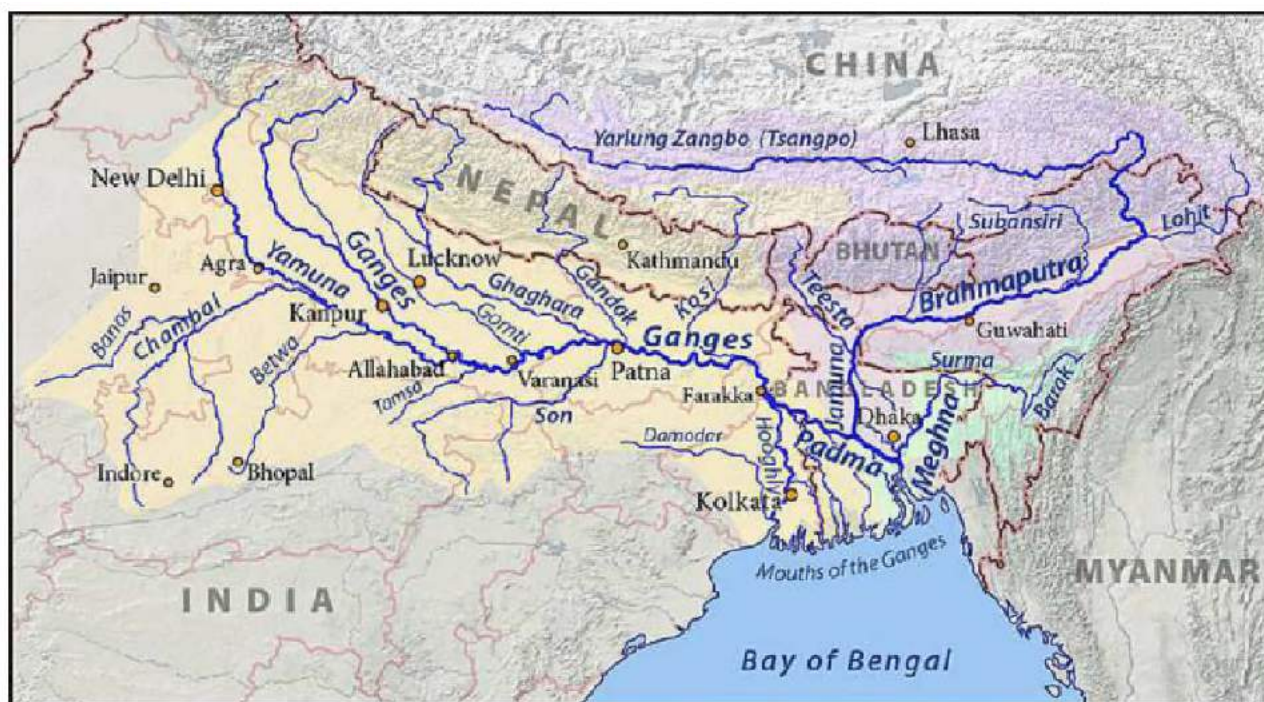 CHINA
Yarlung Zangbo (Tsangpo)
Lhasa
New Delhi
NEPAL
Subansiri
Lohit
BHUTAN
Kathmandu
Agra
Yamuna
Ganges
Lucknow
Ghaghara
Gandak
Kosi
Teesta
Brahmaputra
Jaipur
Kanpur
Gomti
Ganges
Guwahati
Banas
Chambal
Betwa
Allahabad
Varanasi
Patna
Jamuna
Surma
Tamsa
Son
Farakka
BANGLADESH
Barak
Dhaka
Damodar
Hooghly
Padma
Meghna
Indore
Bhopal
Kolkata
Mouths of the Ganges
INDIA
MYANMAR
Bay of Bengal